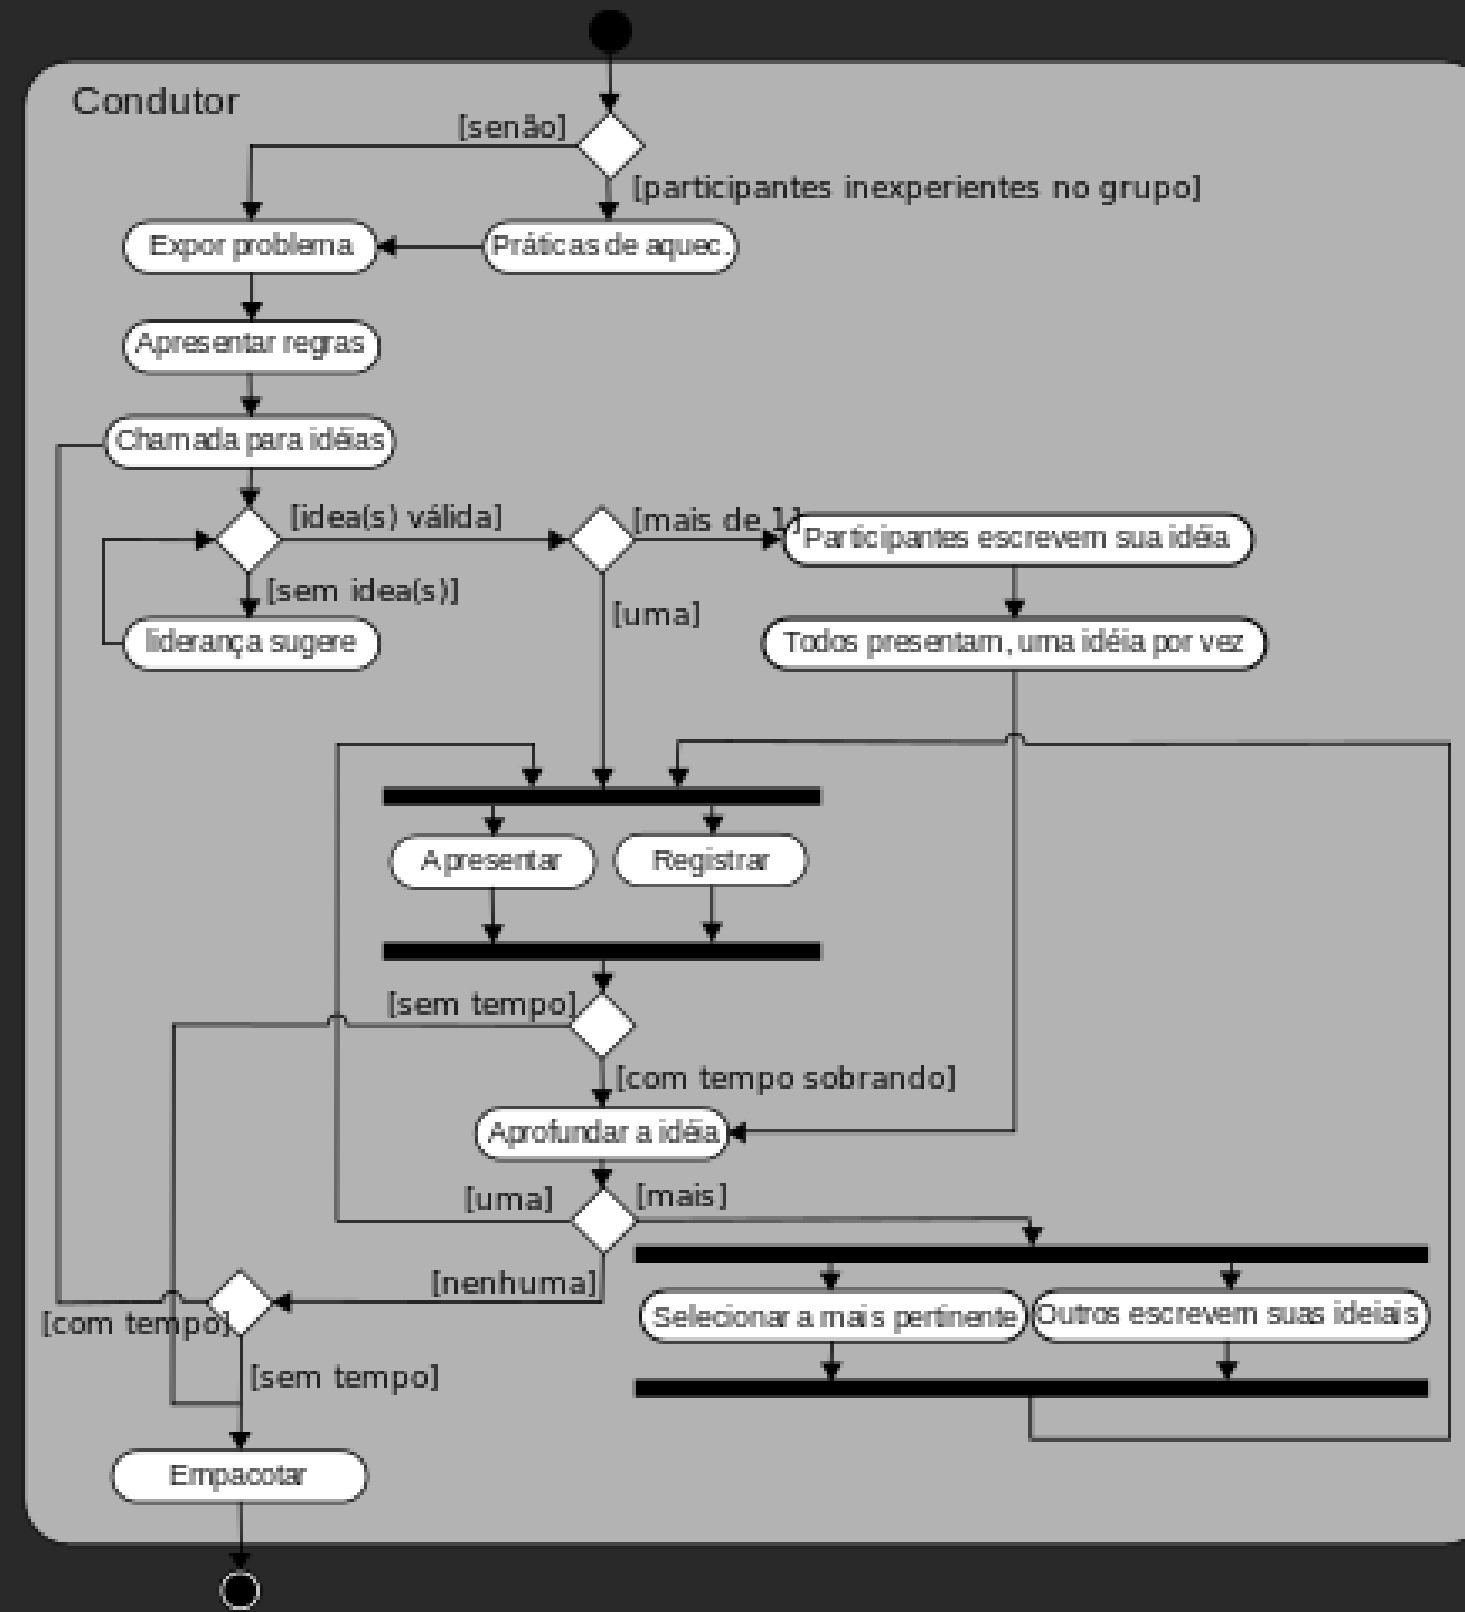 Condutor
[senão]
[participantes inexperientes no grupo]
Expor problema
Práticas de aquec.
Apresentar regras
Chamada para idéias
[idea(s) válida]
[mais de 1]
Participantes escrevem sua idéia
[sem idea(s)]
[uma]
liderança sugere
Todos presentam, uma idéia por vez
Apresentar
Registrar
[sem tempo]
[com tempo sobrando]
Aprofundar a idéia
[uma]
[mais]
[nenhuma]
[com tempo]
Selecionar a mais pertinente
Outros escrevem suas ideiais
[sem tempo]
Empacotar